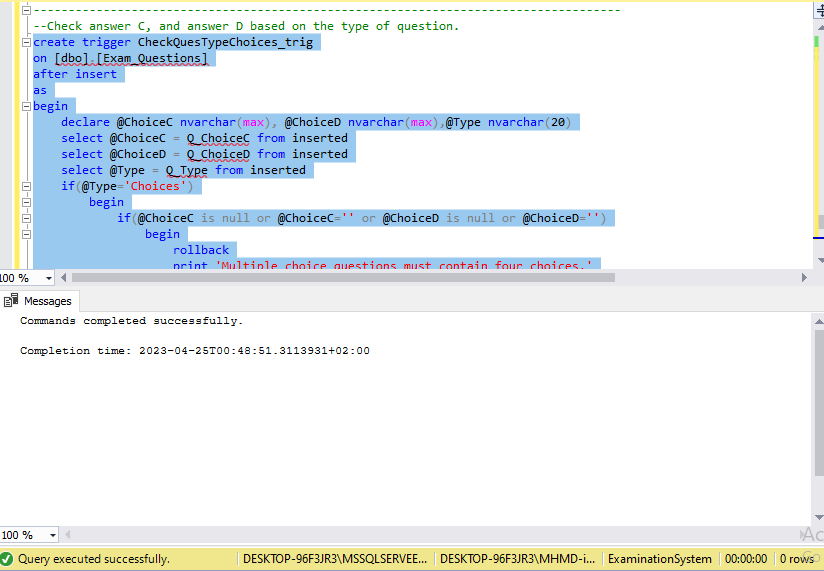 --------------------------------------------------------------------------------------
--Check answer C, and answer D based on the type of question.
create trigger CheckQuesTypeChoices_trig
on [dbo].[Exam_Questions]
after insert
as
begin
declare @ChoiceC nvarchar(max), @ChoiceD nvarchar(max),@Type nvarchar(20)
select @ChoiceC = Q_ChoiceC from inserted
select @ChoiceD = Q_ChoiceD from inserted
select @Type = Q_Type from inserted
if(@Type='Choices')
begin
if(@ChoiceC is null or @ChoiceC='' or @ChoiceD is null or @ChoiceD='')
begin
rollback
print 'Multiple choice questions must contain four choices.'
100 %
Messages
Commands completed successfully.
Completion time: 2023-04-25T00:48:51.3113931+02:00
100 %
Query executed successfully. DESKTOP-96F3JR3\MSSQLSERVEE... DESKTOP-96F3JR3\MHMD-i... ExaminationSystem 00:00:00 0 rows